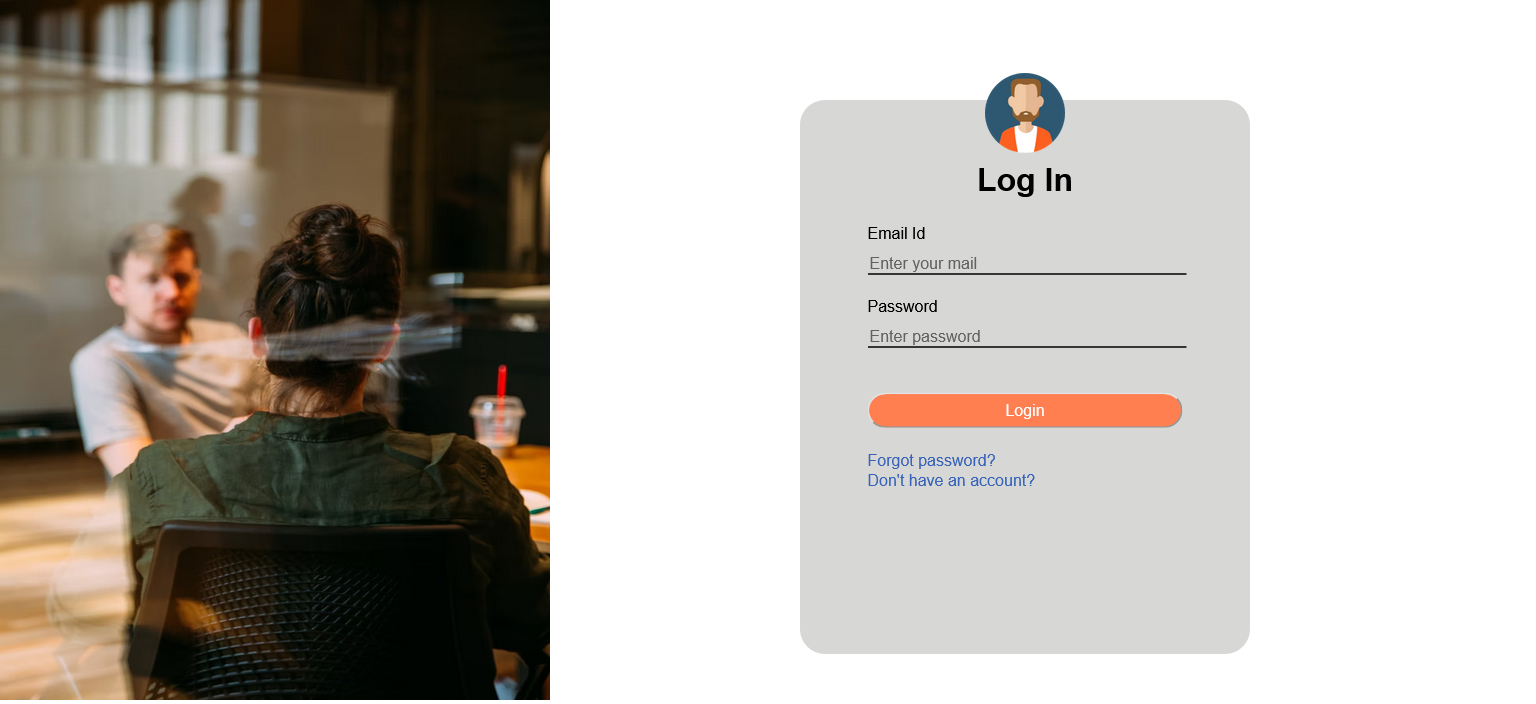 Log In
Email Id
Enter your mail
Password
Enter password
Login
Forgot password?
Don't have an account?